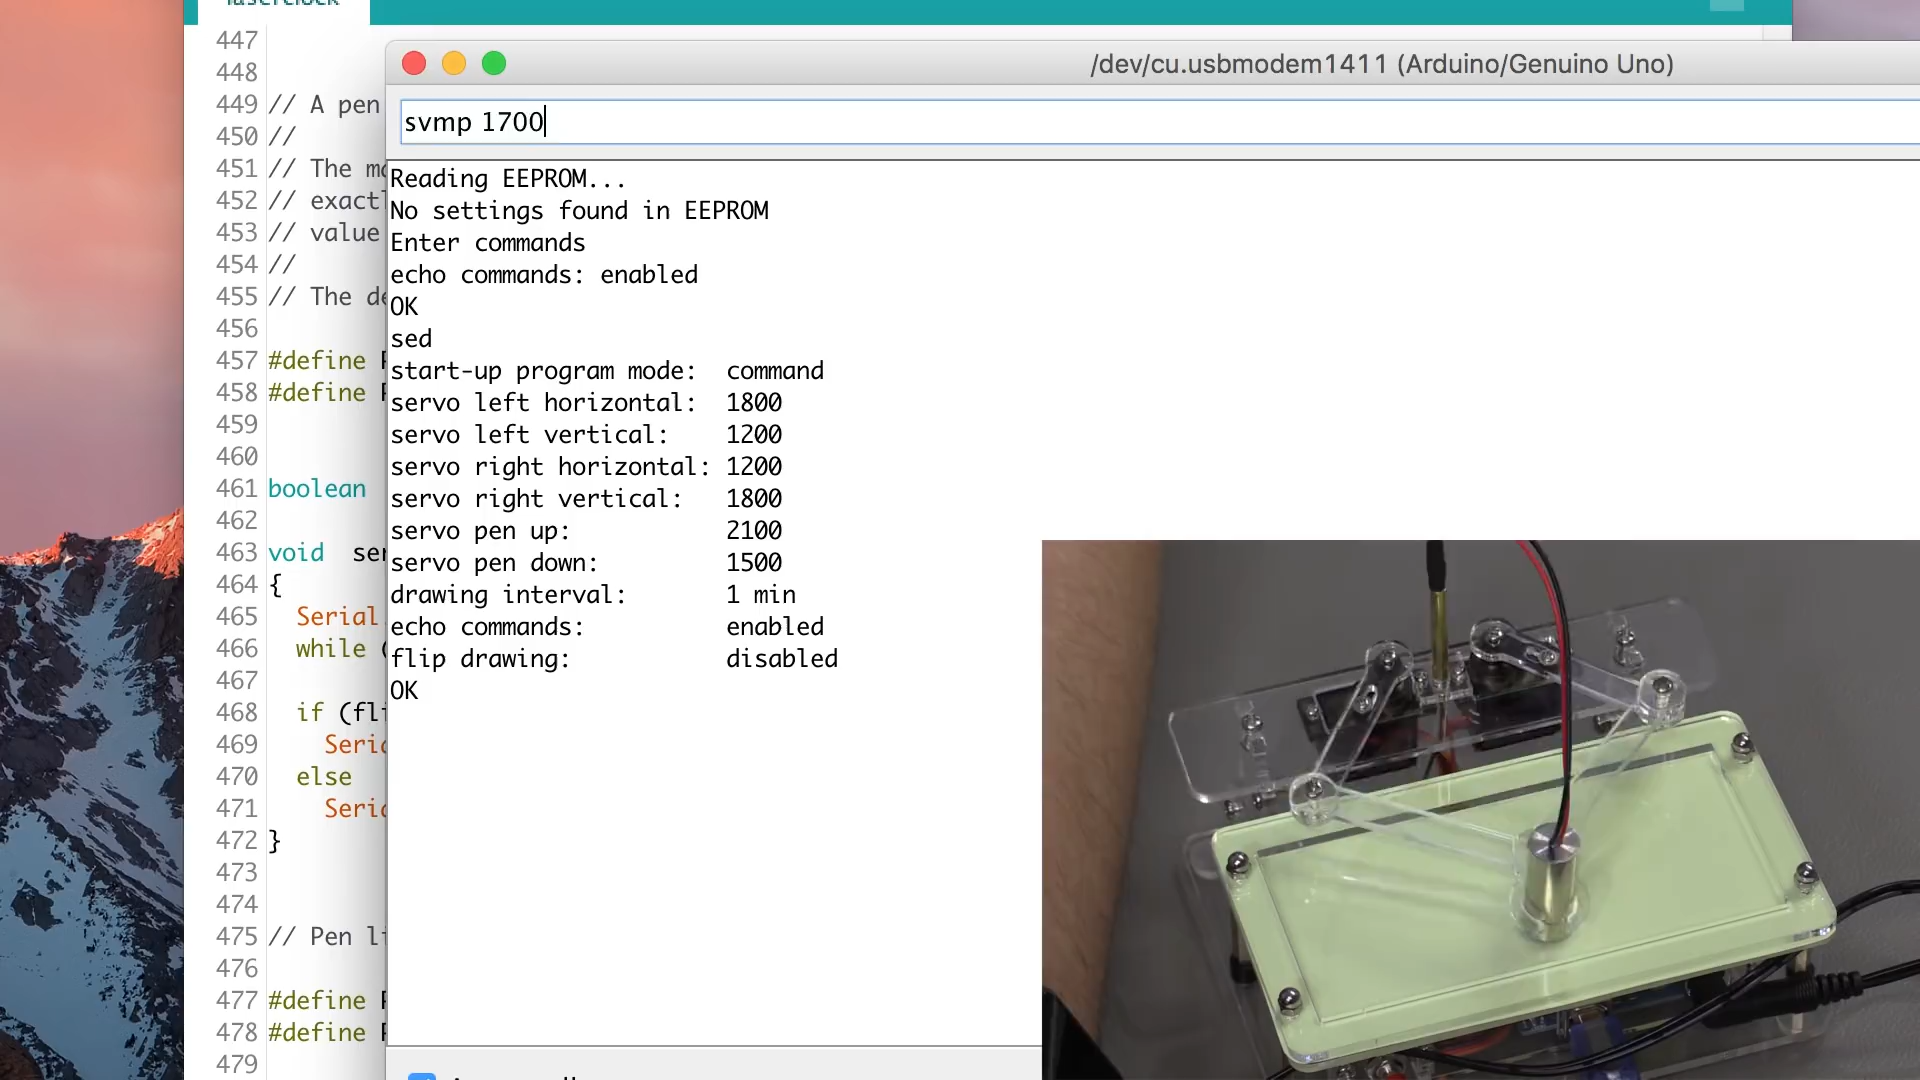 447
448
/dev/cu.usbmodem1411 (Arduino/Genuino Uno)
449 // A pen
svmp 1700
450 //
451 // The
452 //
453 // value
454 //
455 // The
456
457 #define
458 #define
459
460
461 boolean
462
463 void
464 {
465 Serial
466 while (
467
468 if (
469
470 else
471
472 }
473
474
475 // Pen
476
477 #define
478 #define
479
Reading EEPROM...
No settings found in EEPROM
Enter commands
echo commands: enabled
OK
sed
start-up program mode: command
servo left horizontal: 1800
servo left vertical: 1200
servo right horizontal: 1200
servo right vertical: 1800
servo pen up: 2100
servo pen down: 1500
drawing interval: 1 min
echo commands: enabled
flip drawing: disabled
OK